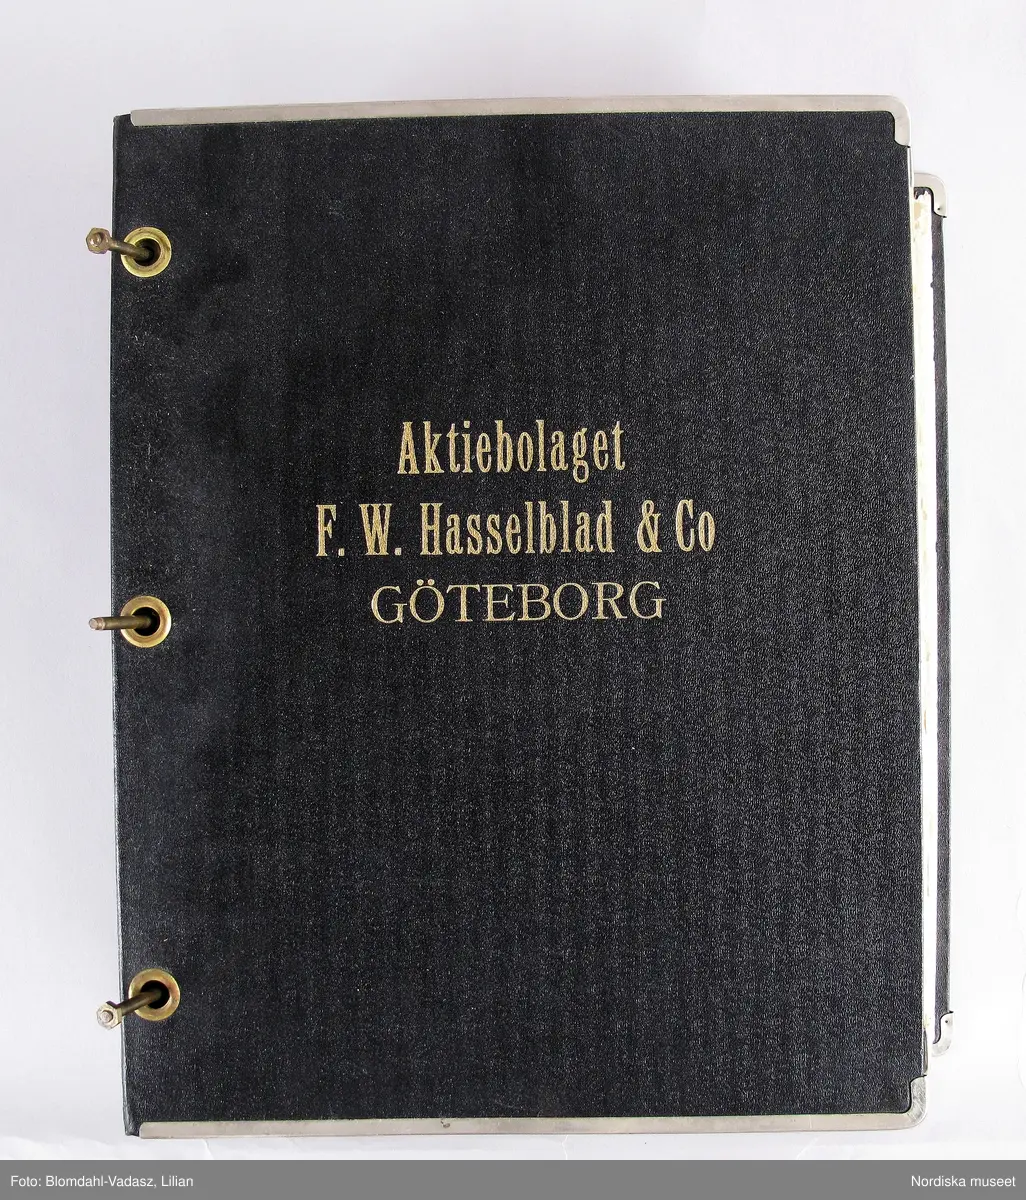 Aktiebolaget
F. W. Hasselblad & Co
GÖTEBORG
Foto: Blomdahl-Vadasz, Lilian
Nordiska museet